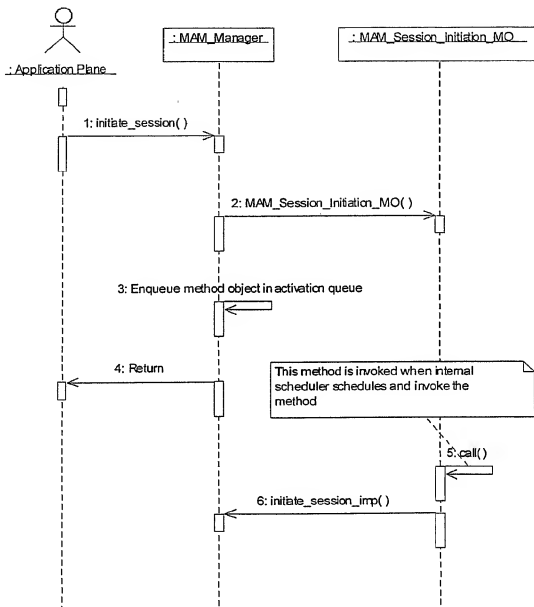 : MAM_Manager
: MAM_Session_Initiation_MO
: Application Plane
1: initiate_session( )
2: MAM_Session_Initiation_MO( )
3: Enqueue method object in activation queue
4: Return
This method is invoked when internal
scheduler schedules and invoke the
method
5: call( )
6: initiate_session_imp( )